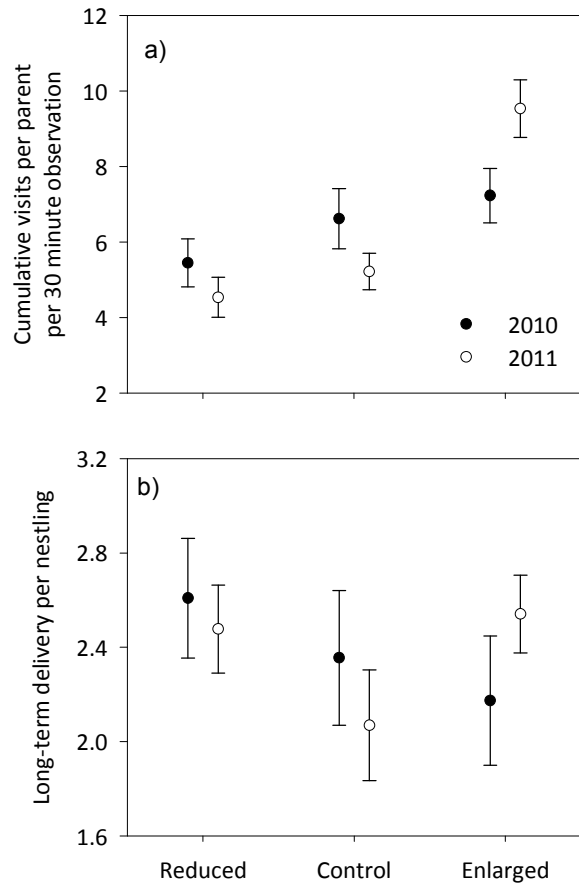 12
10
8
6
4
2
Cumulative visits per parent
per 30 minute observation
a)
2010
2011
3.2
2.8
2.4
2.0
1.6
Long-term delivery per nestling
b)
Reduced Control Enlarged